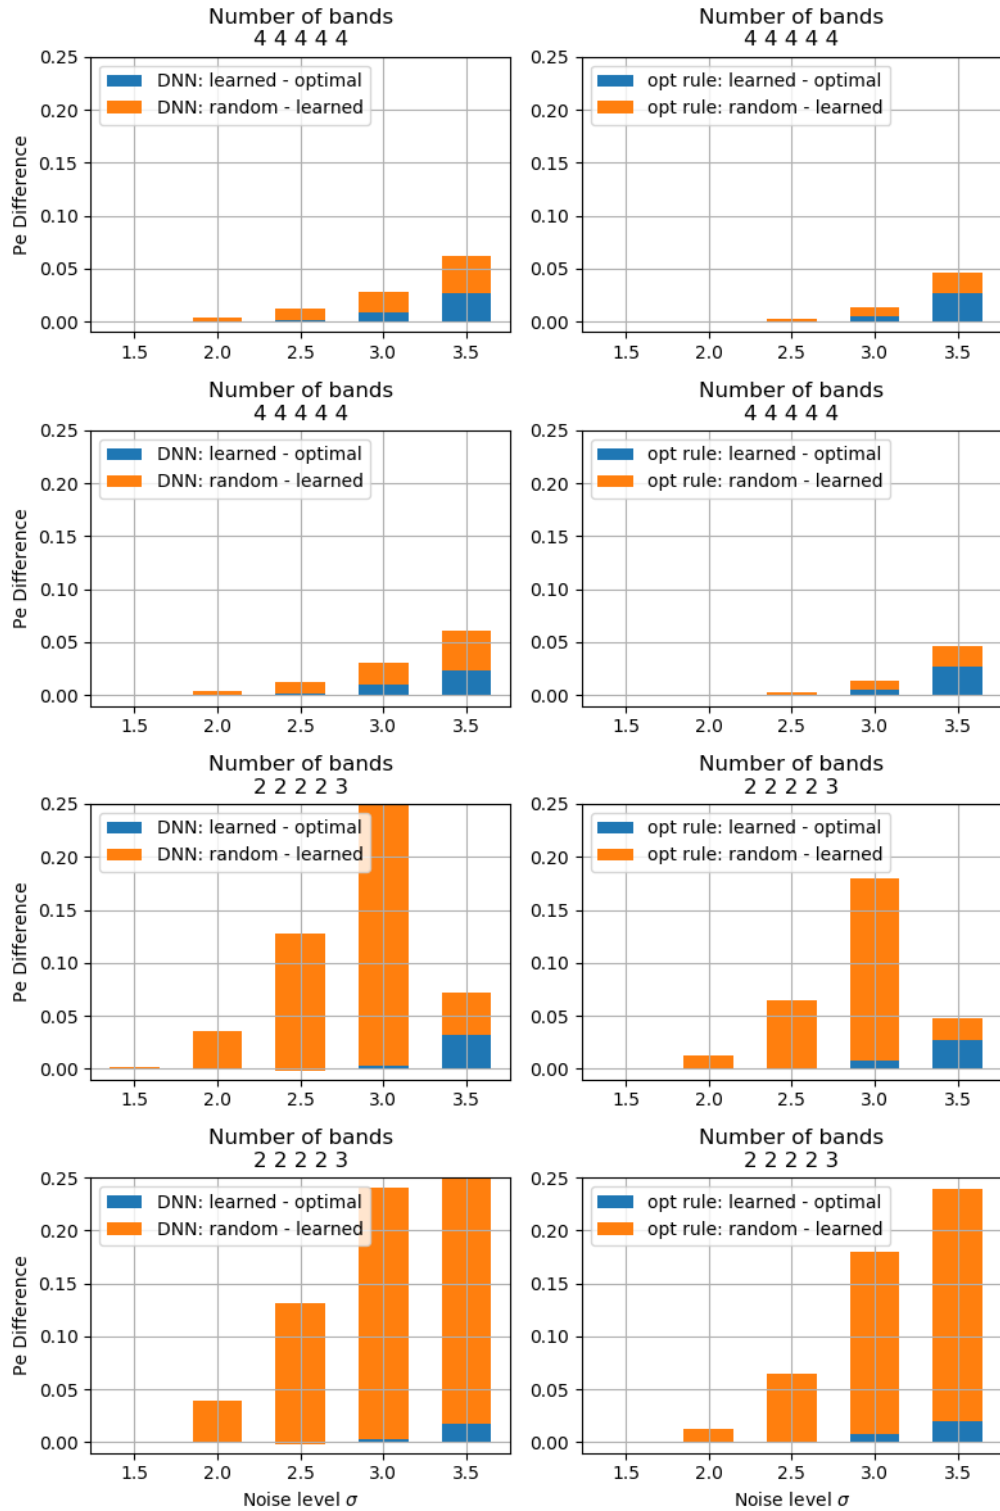 Number of bands
4 4 4 4 4
0.25
0.20
0.15
0.10
0.05
0.00
Pe Difference
DNN: learned - optimal
DNN: random - learned
1.5 2.0 2.5 3.0 3.5
Number of bands
4 4 4 4 4
0.25
0.20
0.15
0.10
0.05
0.00
opt rule: learned - optimal
opt rule: random - learned
1.5 2.0 2.5 3.0 3.5
Number of bands
4 4 4 4 4
0.25
0.20
0.15
0.10
0.05
0.00
Pe Difference
DNN: learned - optimal
DNN: random - learned
1.5 2.0 2.5 3.0 3.5
Number of bands
4 4 4 4 4
0.25
0.20
0.15
0.10
0.05
0.00
opt rule: learned - optimal
opt rule: random - learned
1.5 2.0 2.5 3.0 3.5
Number of bands
2 2 2 2 3
0.25
0.20
0.15
0.10
0.05
0.00
Pe Difference
DNN: learned - optimal
DNN: random - learned
1.5 2.0 2.5 3.0 3.5
Number of bands
2 2 2 2 3
0.25
0.20
0.15
0.10
0.05
0.00
opt rule: learned - optimal
opt rule: random - learned
1.5 2.0 2.5 3.0 3.5
Number of bands
2 2 2 2 3
0.25
0.20
0.15
0.10
0.05
0.00
Pe Difference
DNN: learned - optimal
DNN: random - learned
1.5 2.0 2.5 3.0 3.5
Noise level σ
Number of bands
2 2 2 2 3
0.25
0.20
0.15
0.10
0.05
0.00
opt rule: learned - optimal
opt rule: random - learned
1.5 2.0 2.5 3.0 3.5
Noise level σ